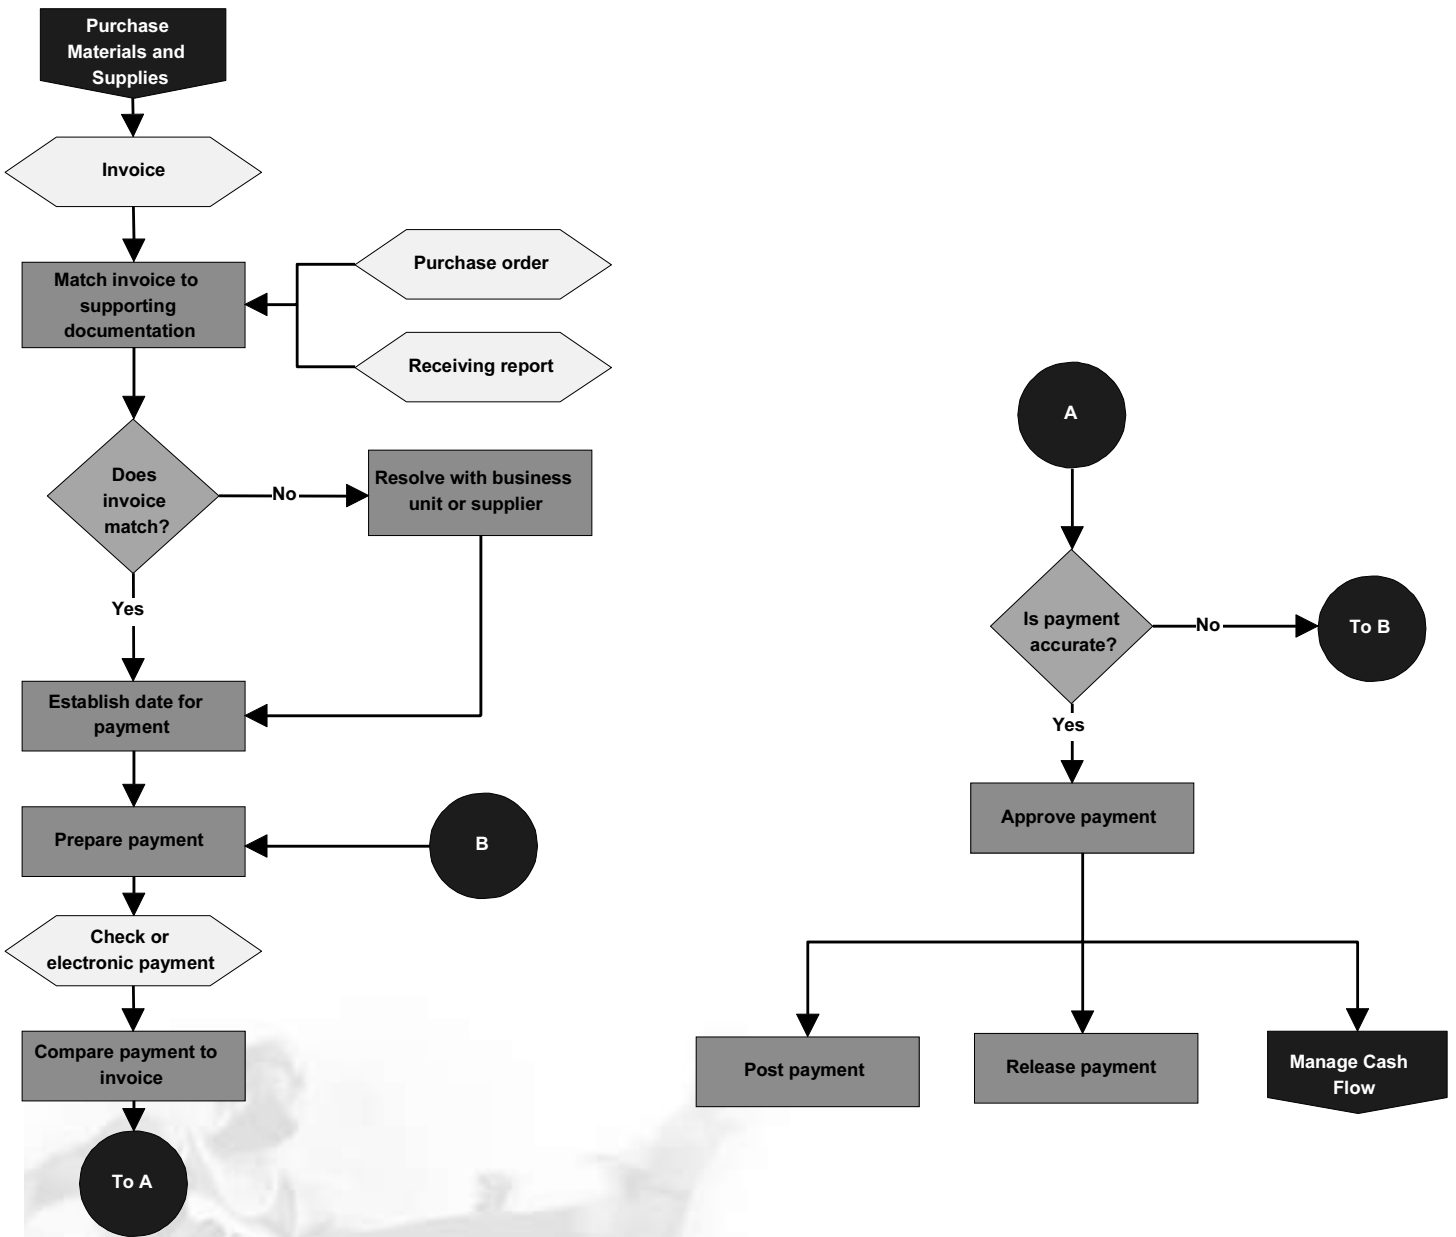 Purchase
Materials and
Supplies
Invoice
Match invoice to
supporting
documentation
Purchase order
Receiving report
Does
invoice
match?
No
Resolve with business
unit or supplier
Yes
Establish date for
payment
Prepare payment
B
Check or
electronic payment
Compare payment to
invoice
To A
A
Is payment
accurate?
No
To B
Yes
Approve payment
Post payment
Release payment
Manage Cash
Flow